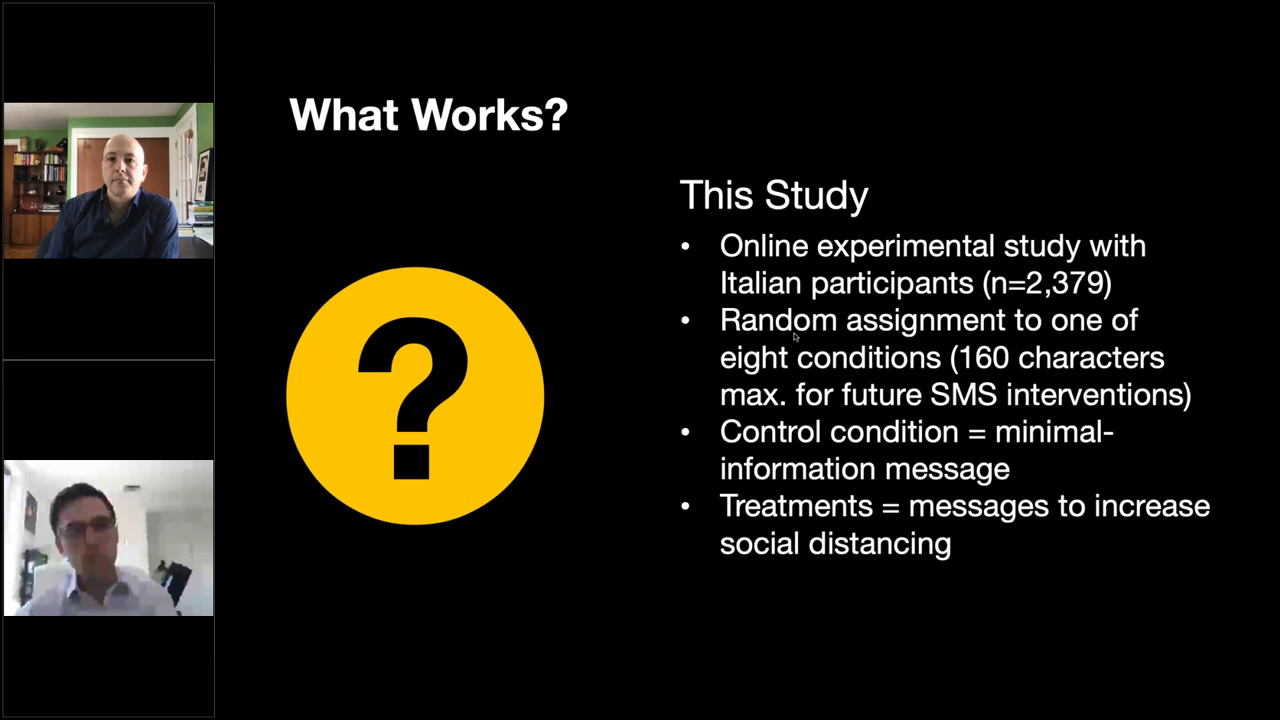 What Works?
This Study
• Online experimental study with
Italian participants (n=2,379)
• Random assignment to one of
eight conditions (160 characters
max. for future SMS interventions)
• Control condition = minimal-
information message
• Treatments = messages to increase
social distancing
?